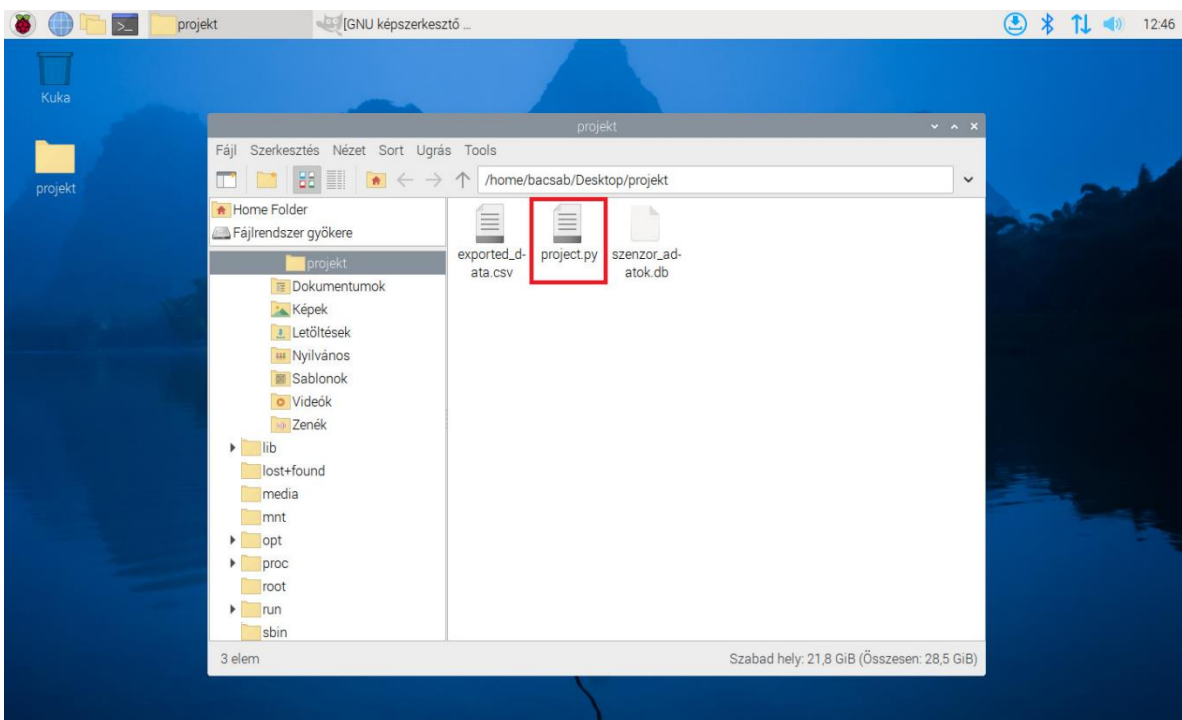 projekt
[GNU képszerkesztő ...
12:46
Kuka
projekt
projekt
Fájl Szerkesztés Nézet Sort Ugrás Tools
/home/bacsab/Desktop/projekt
Home Folder
Fájlrendszer gyökere
projekt
Dokumentumok
Képek
Letöltések
Nyilvános
Sablonok
Videók
Zenék
lib
lost+found
media
mnt
opt
proc
root
run
sbin
exported_d-
ata.csv
project.py
szenzor_ad-
atok.db
3 elem
Szabad hely: 21,8 GiB (Összesen: 28,5 GiB)